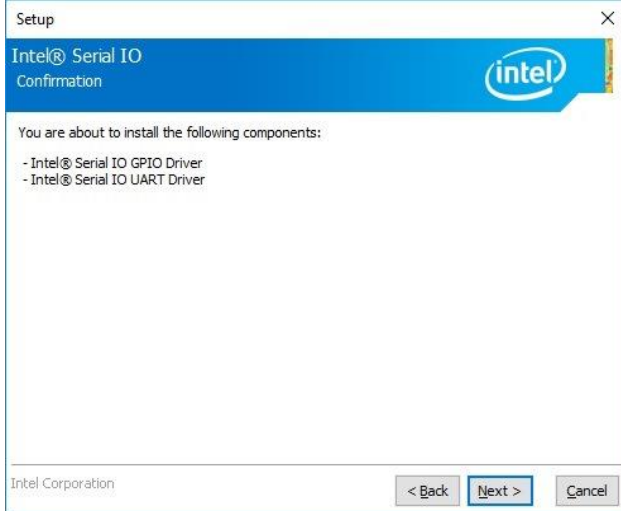 Setup
Intel® Serial IO
Confirmation
intel
You are about to install the following components:
- Intel® Serial IO GPIO Driver
- Intel® Serial IO UART Driver
Intel Corporation
< Back
Next >
Cancel